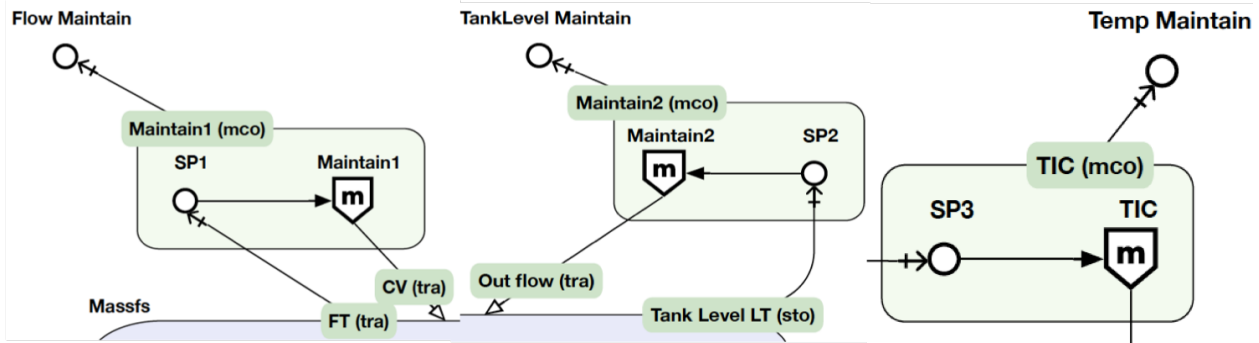 Flow Maintain
Maintain1 (mco)
SP1
Maintain1
m
CV (tra)
Massfs
FT (tra)
TankLevel Maintain
Maintain2 (mco)
Maintain2
SP2
m
Out flow (tra)
Tank Level LT (sto)
Temp Maintain
TIC (mco)
SP3
TIC
m